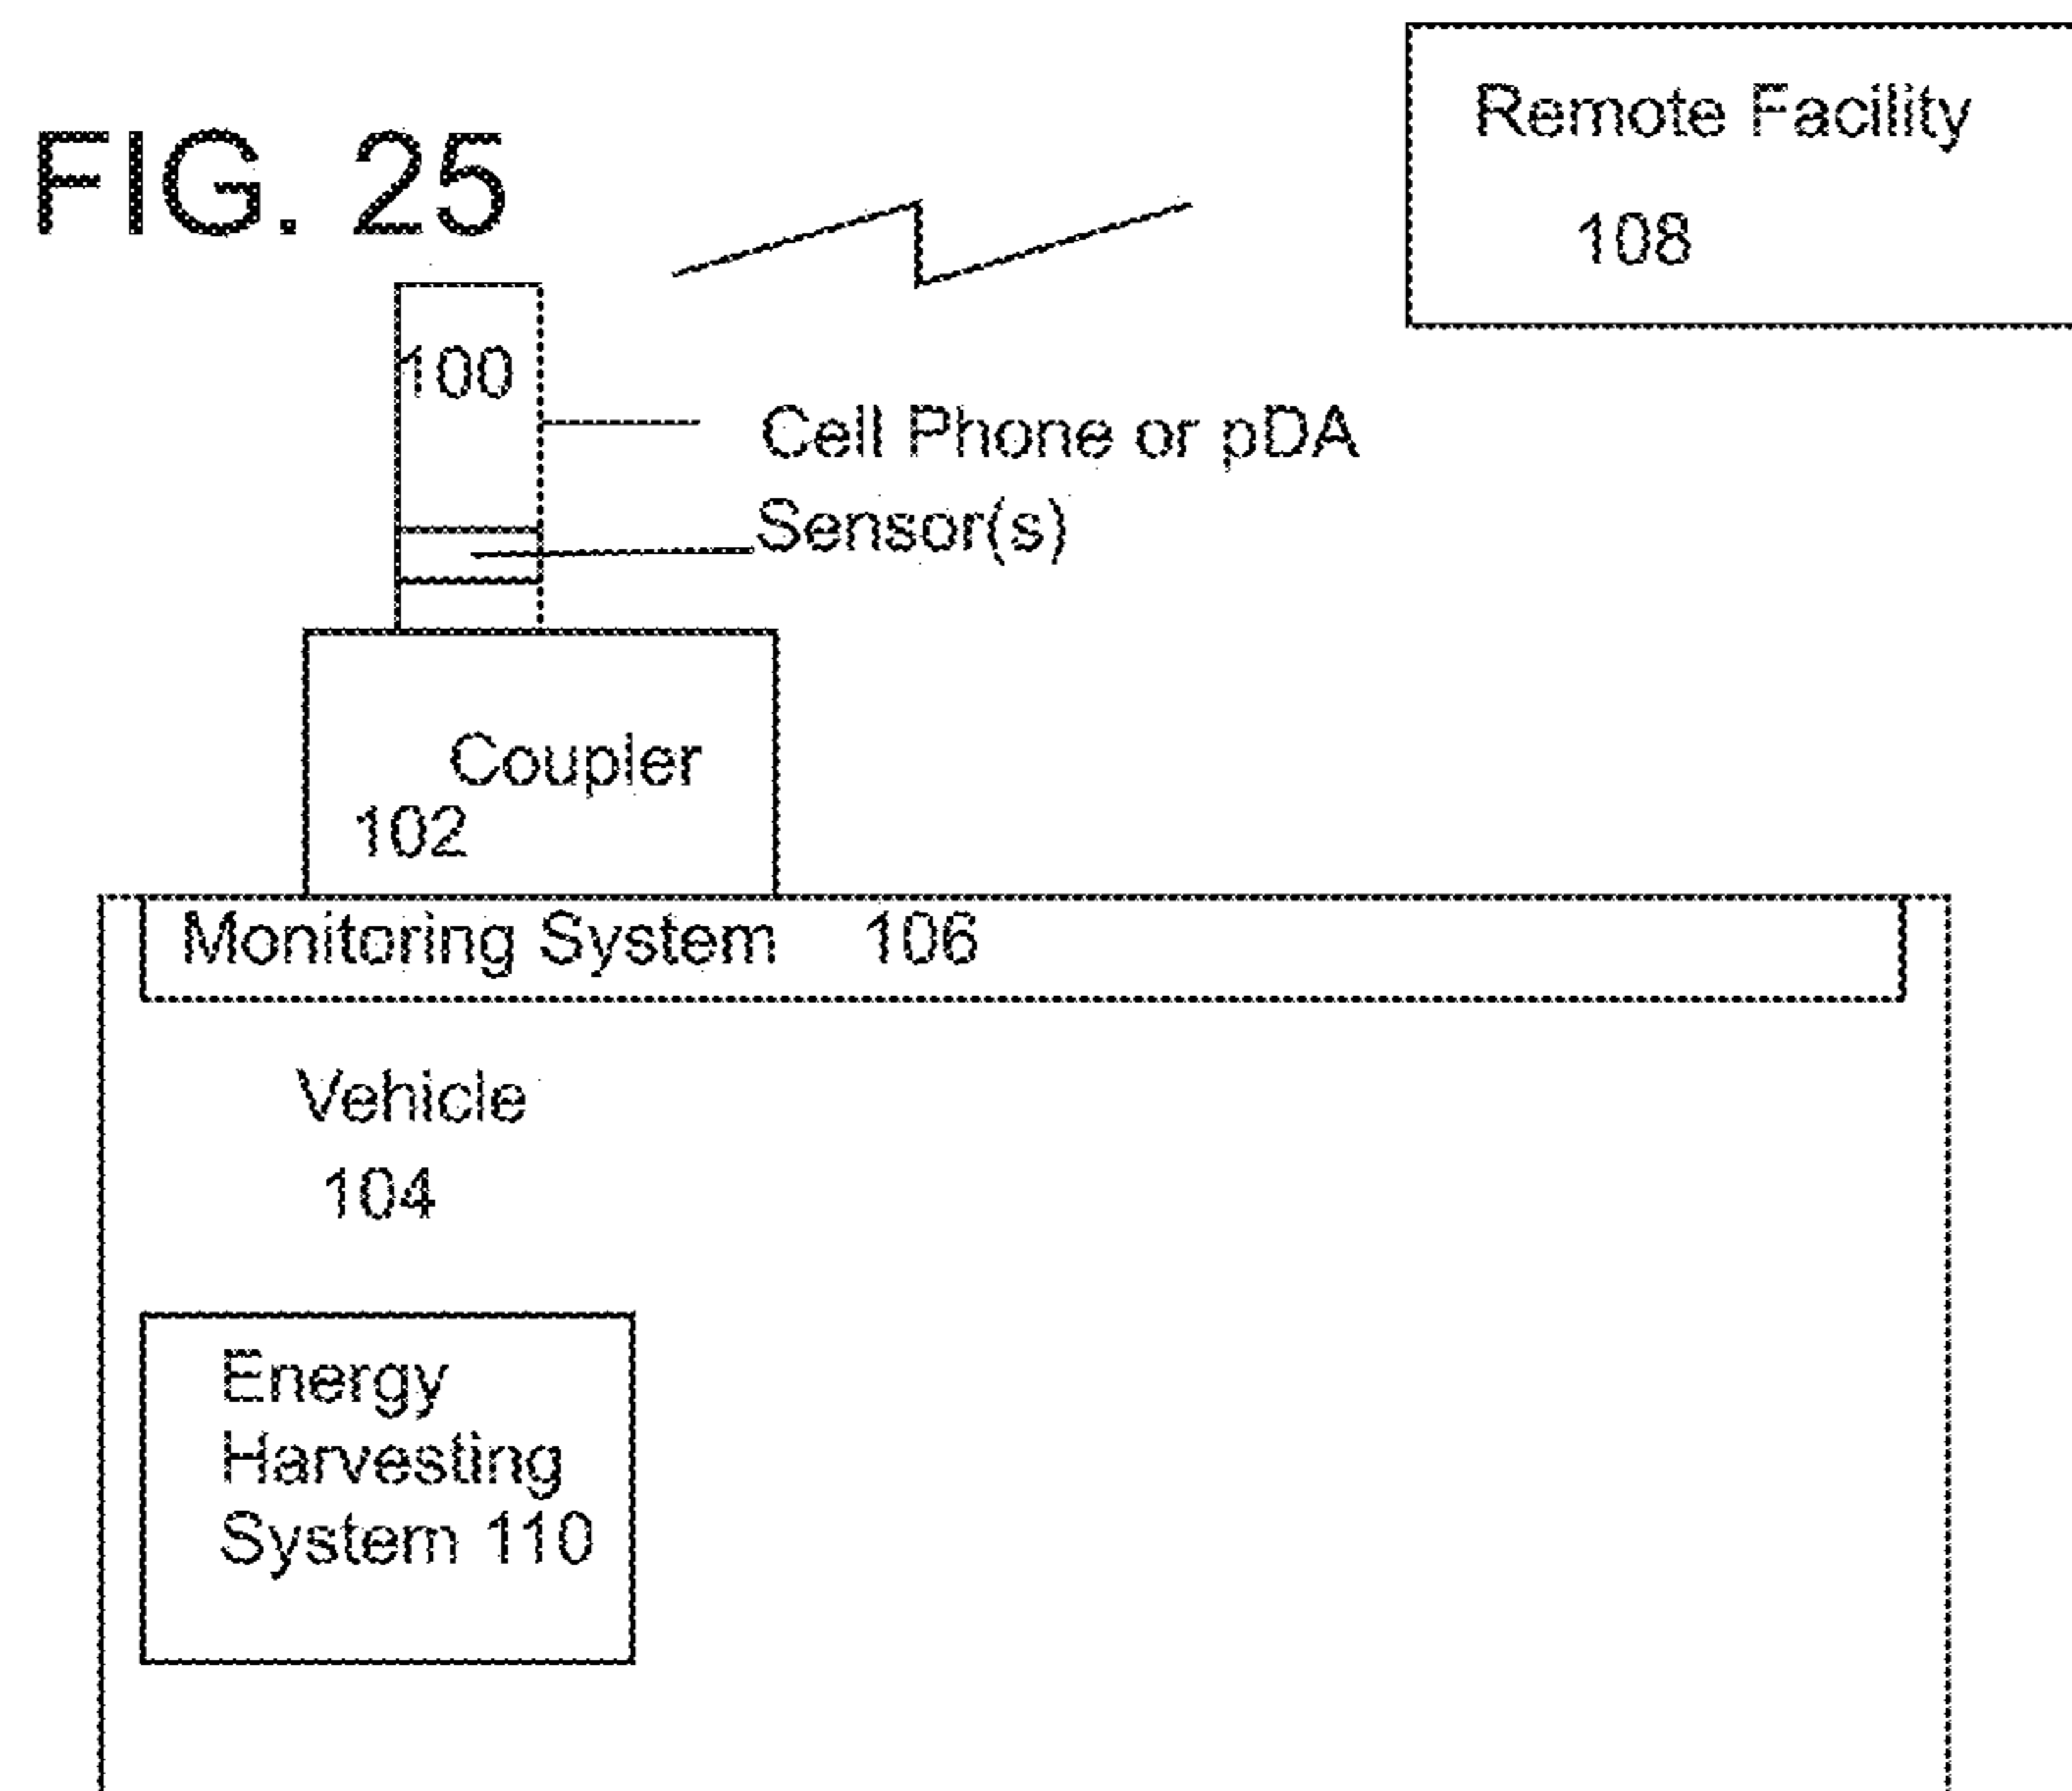 FIG. 25
Remote Facility
108
100
Cell Phone or pDA
Sensor(s)
Coupler
102
Monitoring System 106
Vehicle
104
Energy
Harvesting
System 110